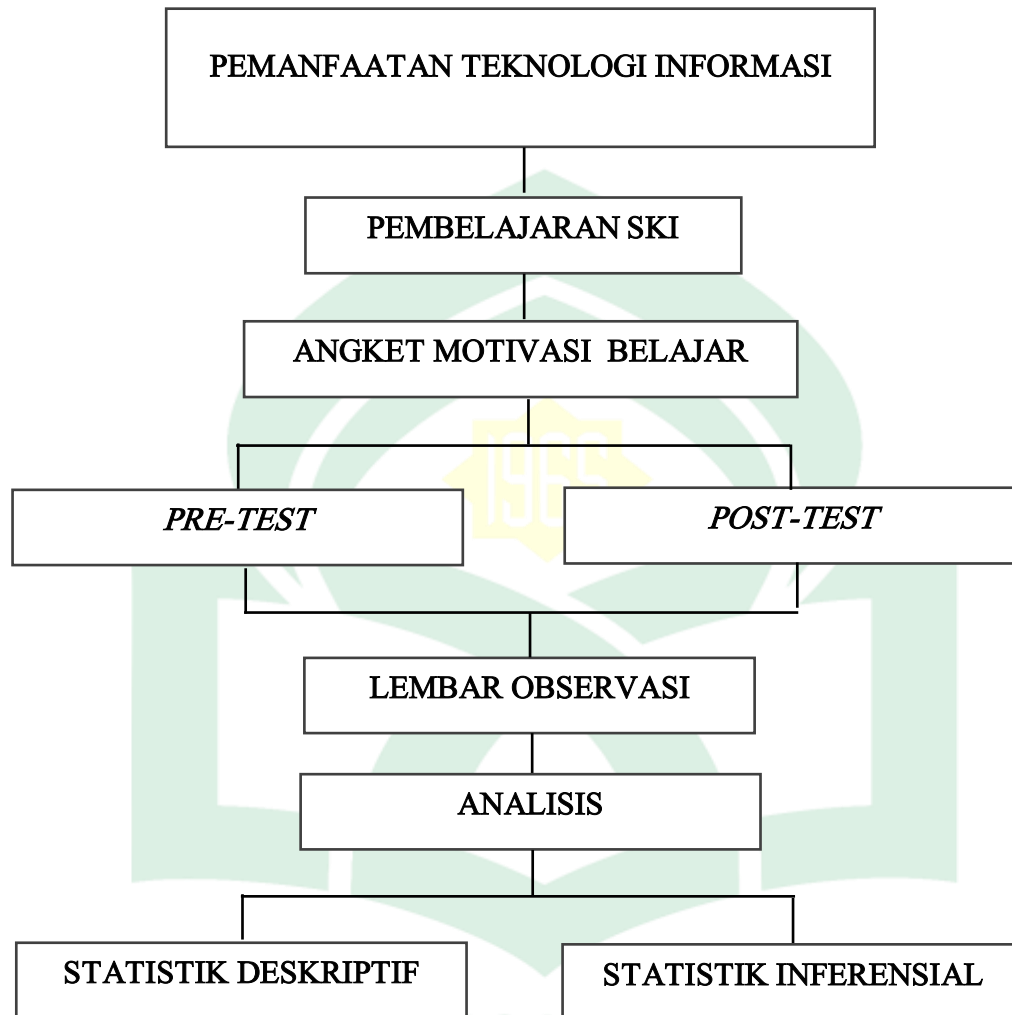 PEMANFAATAN TEKNOLOGI INFORMASI
PEMBELAJARAN SKI
ANGKET MOTIVASI BELAJAR
PRE-TEST
POST-TEST
1965
LEMBAR OBSERVASI
ANALISIS
STATISTIK DESKRIPTIF
STATISTIK INFERENSIAL